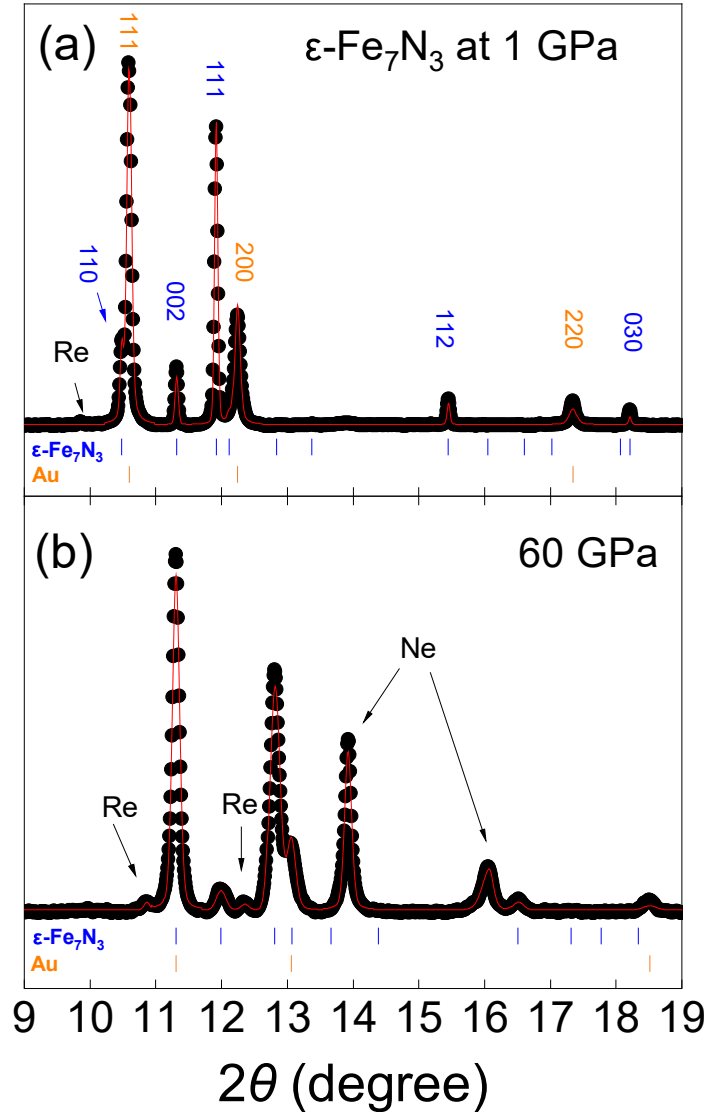 (a)
ε-Fe₇N₃ at 1 GPa
111
111
110
002
200
112
220
030
Re
ε-Fe₇N₃
Au
(b)
60 GPa
Ne
Re
Re
ε-Fe₇N₃
Au
9 10 11 12 13 14 15 16 17 18 19
2θ (degree)